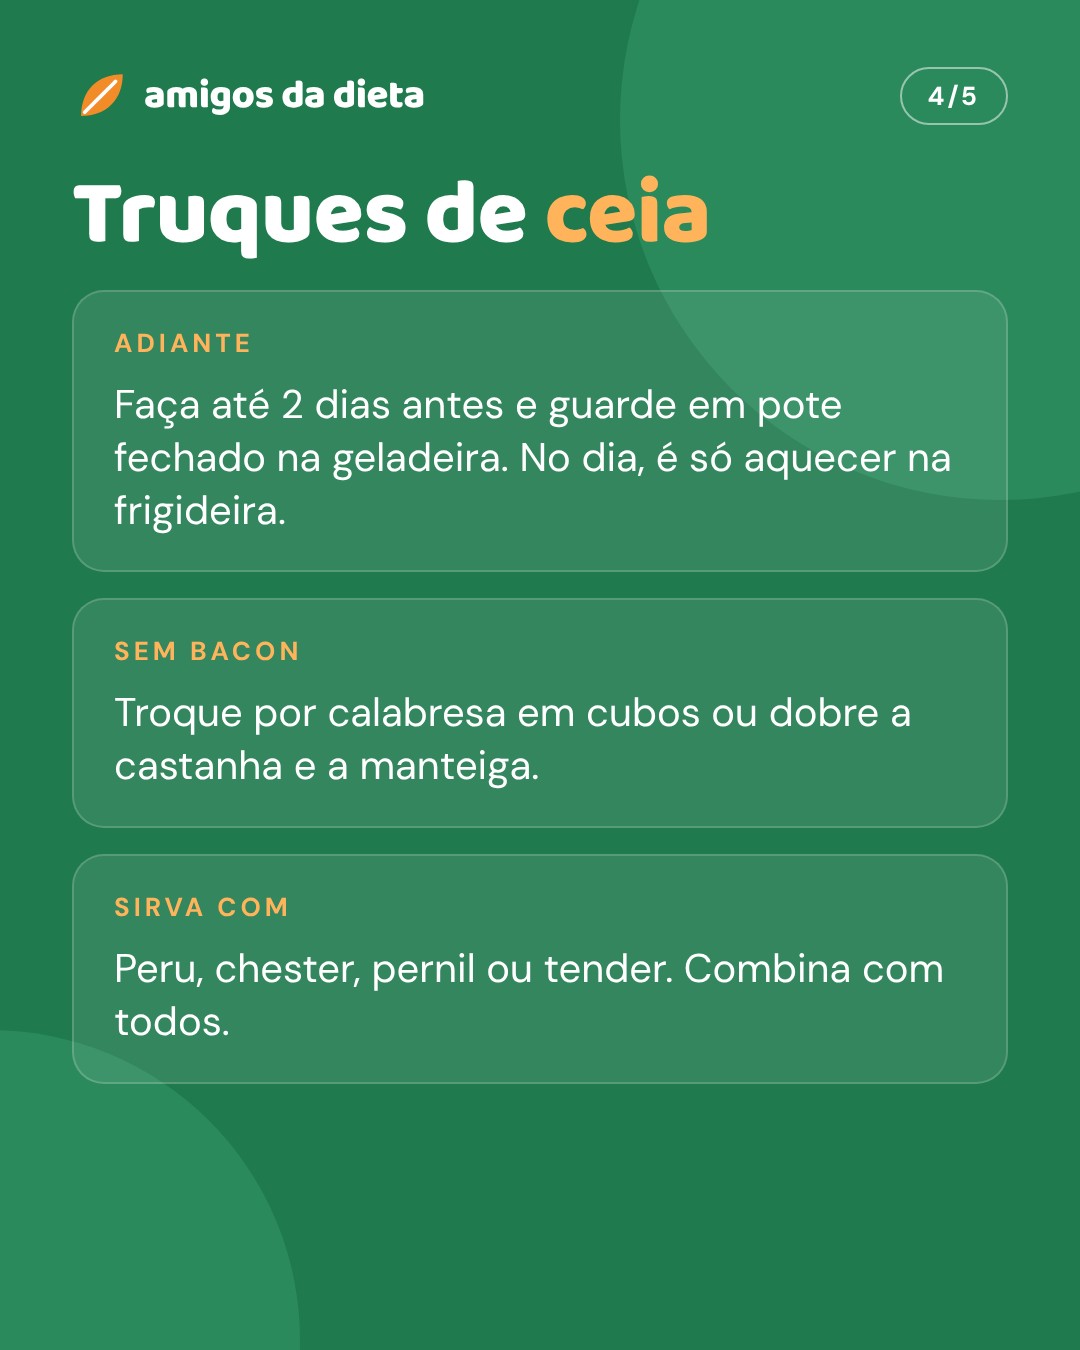 amigos da dieta
4/5
Truques de ceia
ADIANTE
Faça até 2 dias antes e guarde em pote
fechado na geladeira. No dia, é só aquecer na
frigideira.
SEM BACON
Troque por calabresa em cubos ou dobre a
castanha e a manteiga.
SIRVA COM
Peru, chester, pernil ou tender. Combina com
todos.